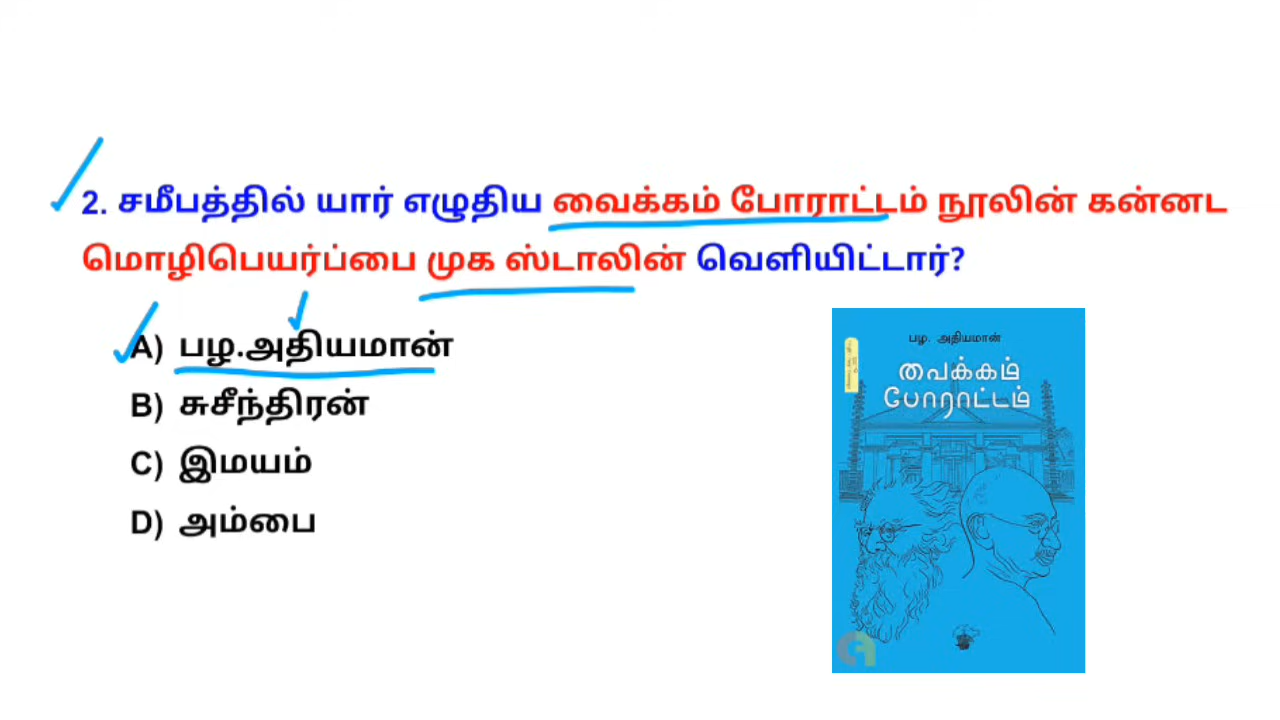 2. சமீபத்தில் யார் எழுதிய வைக்கம் போராட்டம் நூலின் கன்னட
மொழிபெயர்ப்பை முக ஸ்டாலின் வெளியிட்டார்?
A) பழ.அதியமான்
B) சுசீந்திரன்
C) இமயம்
D) அம்பை
பழ. அதியமான்
வைக்கம்
போராட்டம்